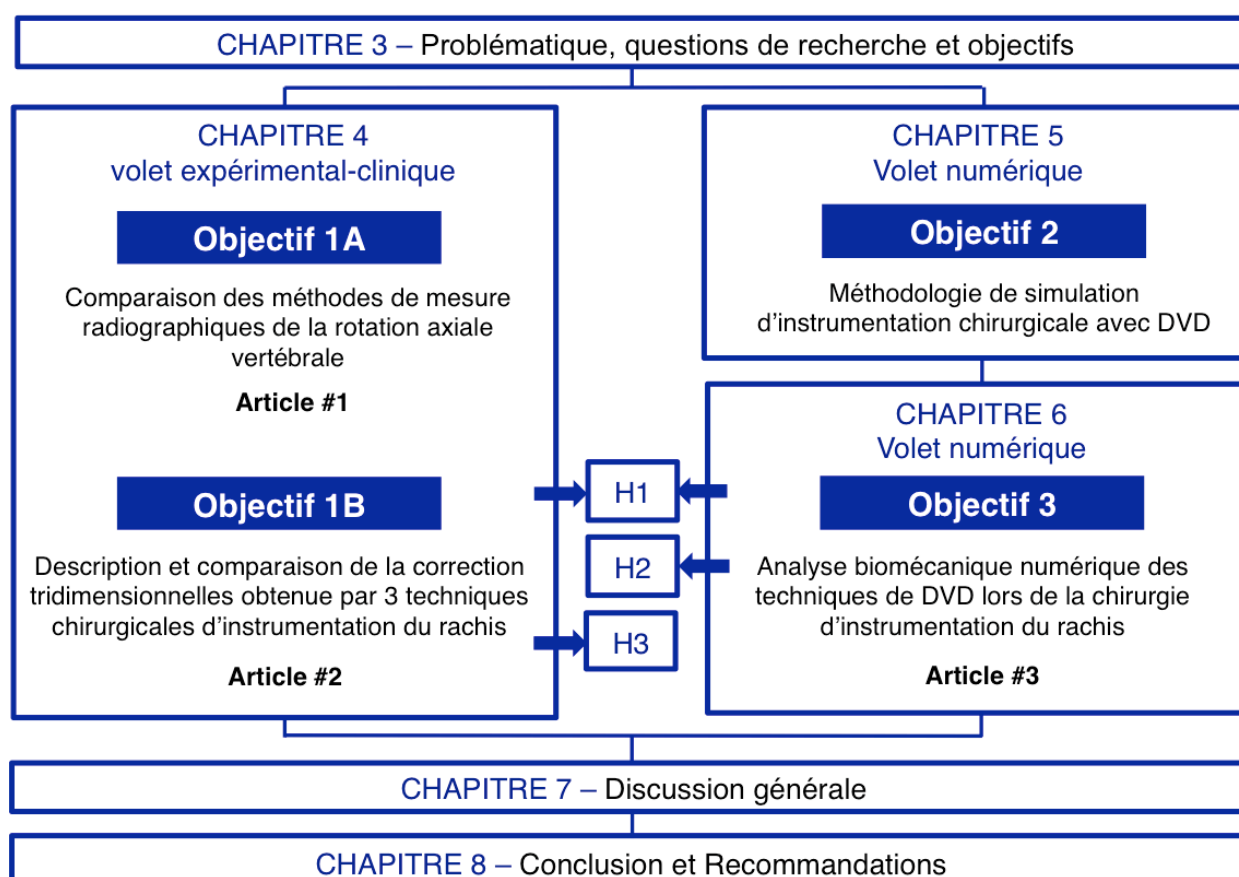 CHAPITRE 3 – Problématique, questions de recherche et objectifs
CHAPITRE 4
volet expérimental-clinique
Objectif 1A
Comparaison des méthodes de mesure
radiographiques de la rotation axiale
vertébrale
Article #1
Objectif 1B
Description et comparaison de la correction
tridimensionnelles obtenue par 3 techniques
chirurgicales d’instrumentation du rachis
Article #2
H1
H2
H3
CHAPITRE 5
Volet numérique
Objectif 2
Méthodologie de simulation
d’instrumentation chirurgicale avec DVD
CHAPITRE 6
Volet numérique
Objectif 3
Analyse biomécanique numérique des
techniques de DVD lors de la chirurgie
d’instrumentation du rachis
Article #3
CHAPITRE 7 – Discussion générale
CHAPITRE 8 – Conclusion et Recommandations